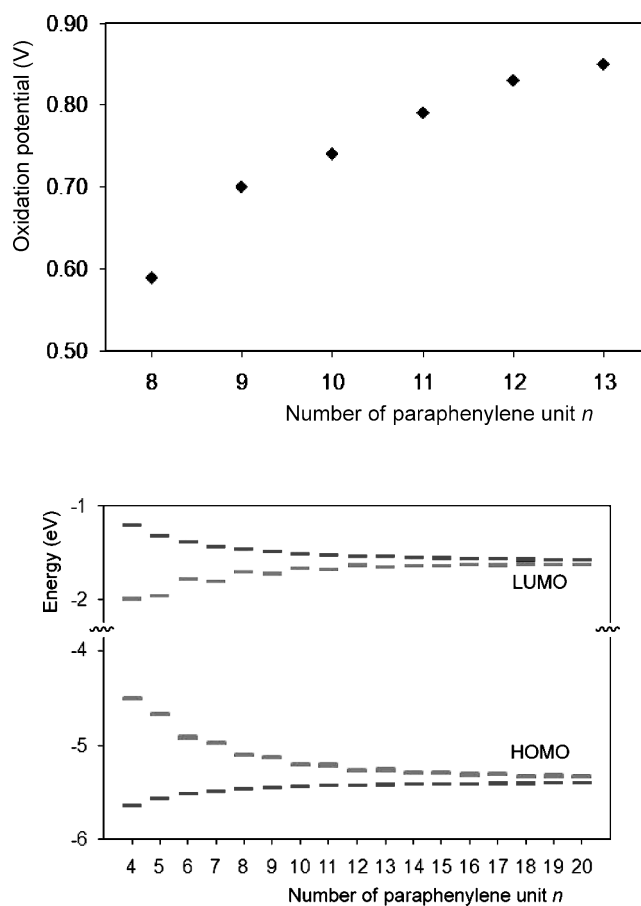 Oxidation potential (V)
0.90
0.80
0.70
0.60
0.50
8 9 10 11 12 13
Number of paraphenylene unit n
Energy (eV)
-1
-2
-4
-5
-6
LUMO
HOMO
4 5 6 7 8 9 10 11 12 13 14 15 16 17 18 19 20
Number of paraphenylene unit n